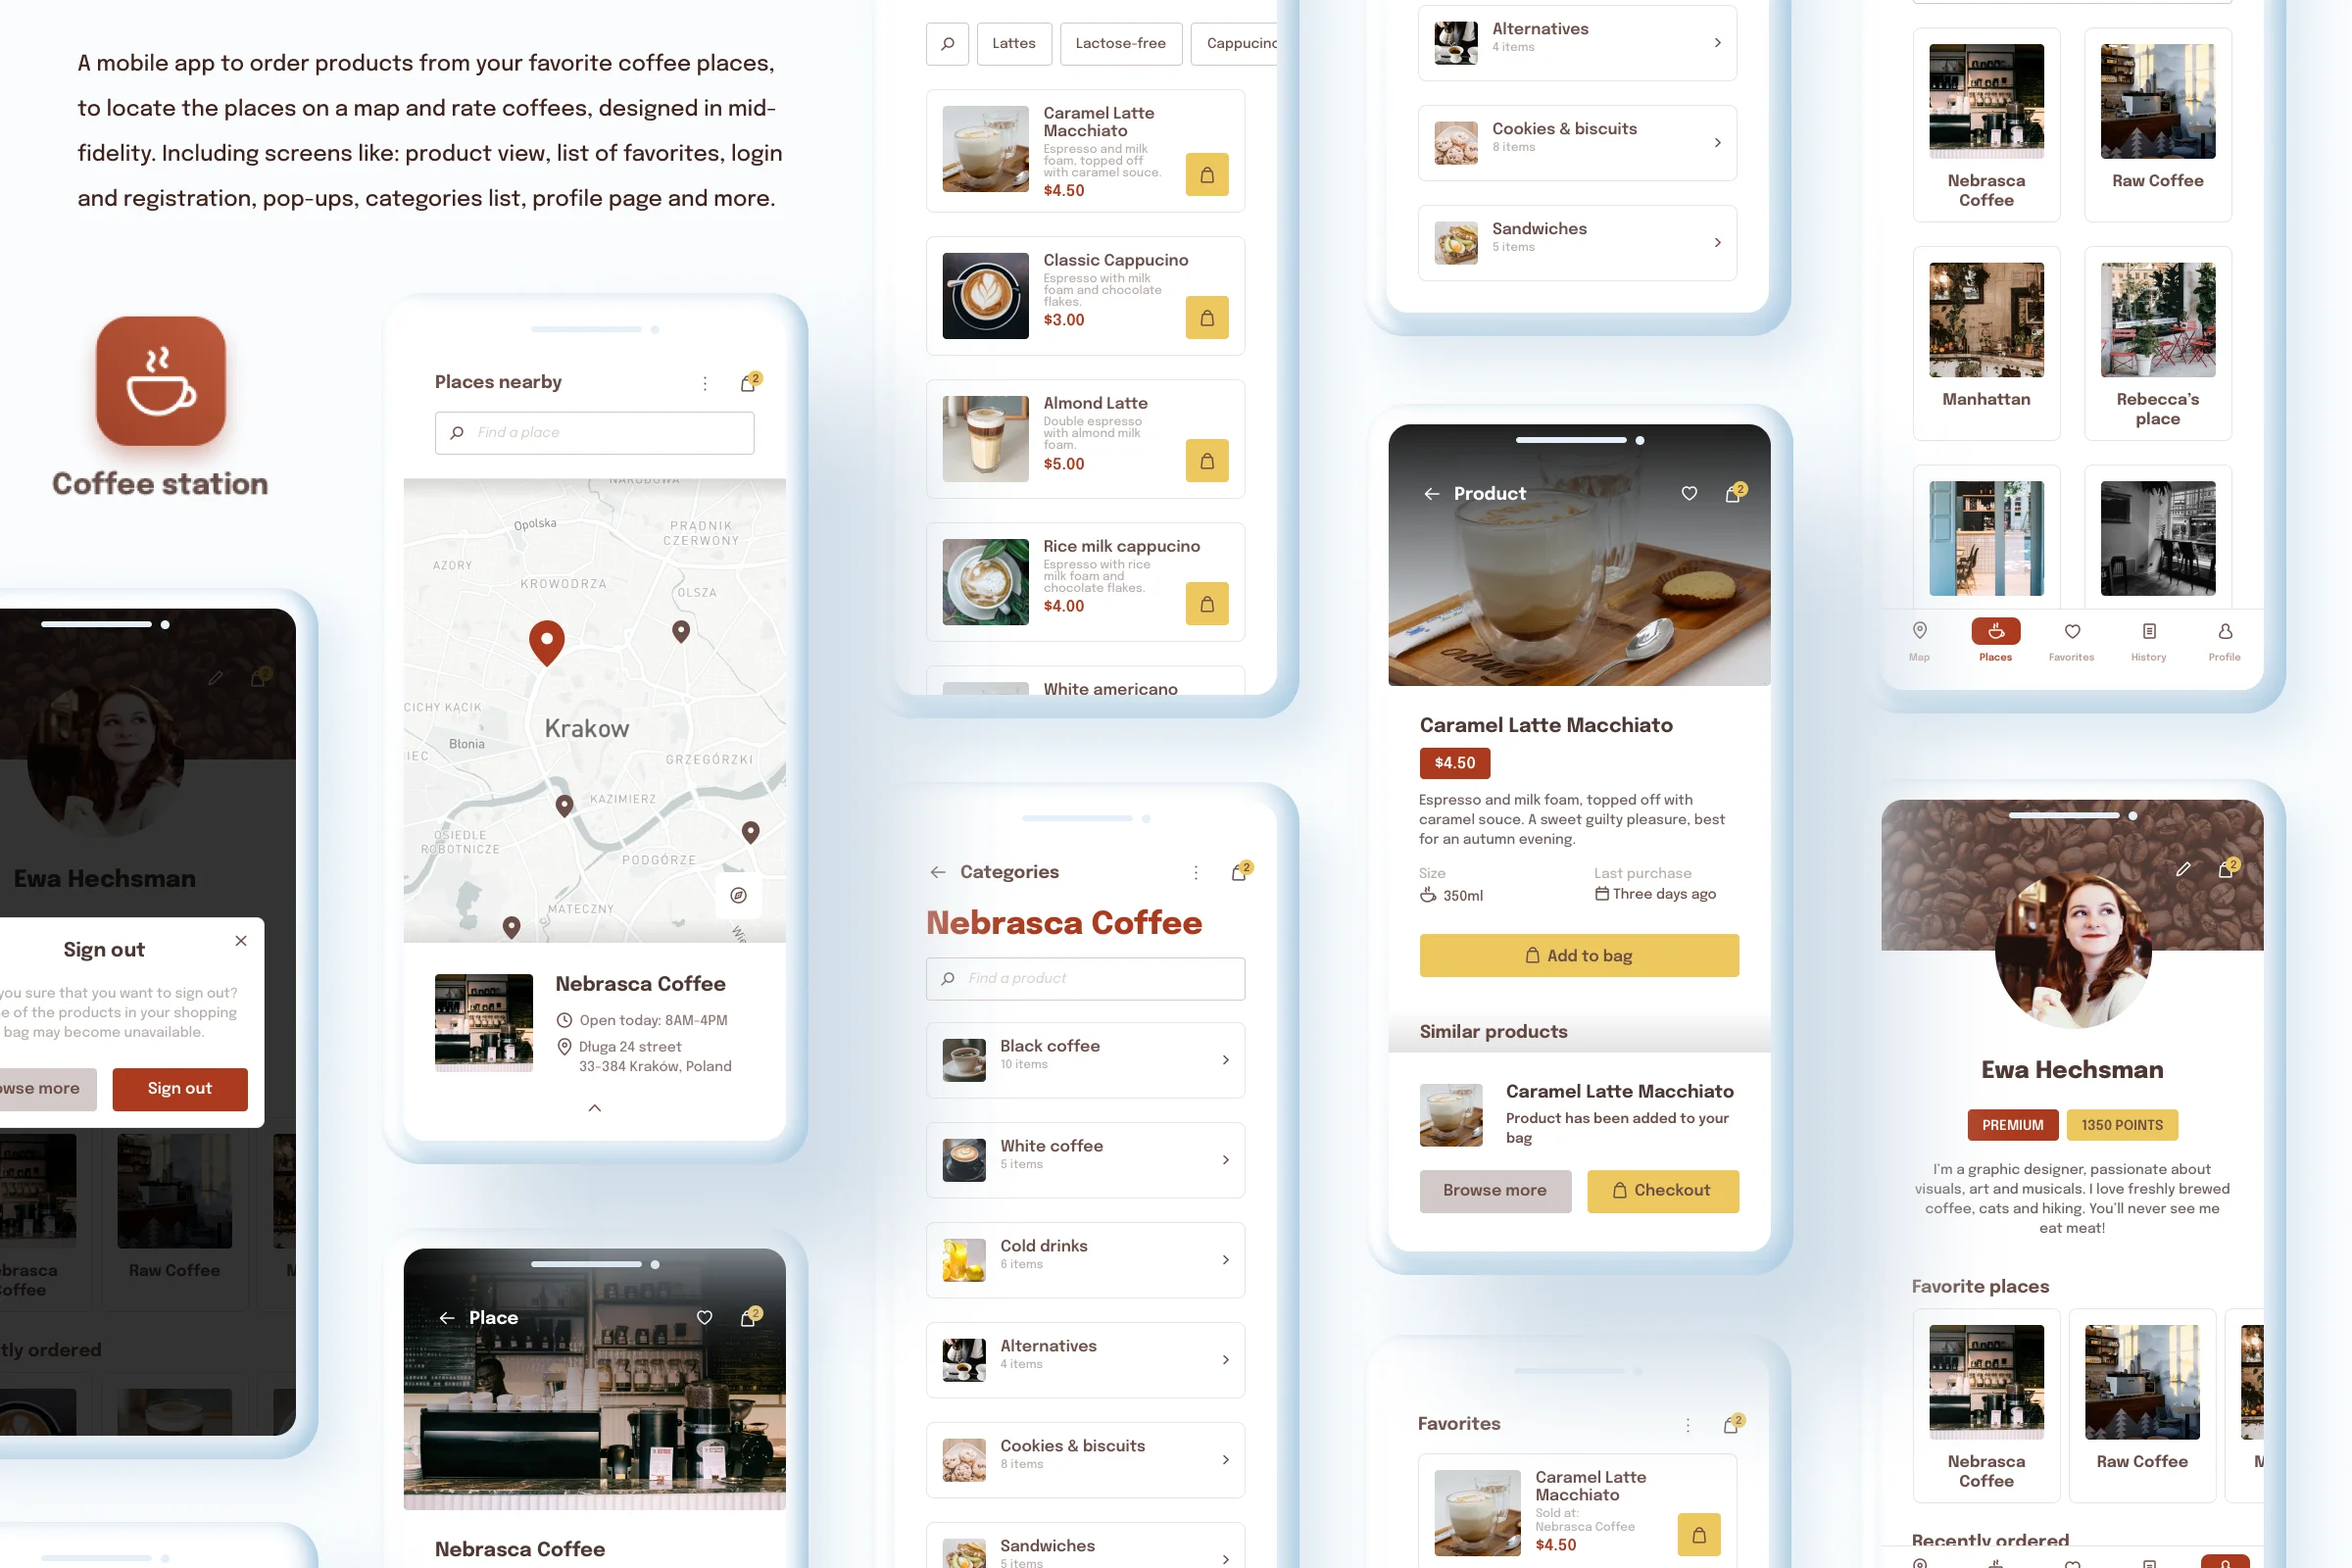 A mobile app to order products from your favorite coffee places,
to locate the places on a map and rate coffees, designed in mid-
fidelity. Including screens like: product view, list of favorites, login
and registration, pop-ups, categories list, profile page and more.
Coffee station
Ewa Hechsman
Sign out
you sure that you want to sign out?
e of the products in your shopping
bag may become unavailable.
wse more
Sign out
brasca
offee
Raw Coffee
M
tly ordered
Places nearby
2
Find a place
Opolska
PRADNIK
CZERWONY
AZORY
KROWODRZA
OLSZA
CICHY KACIK
Krakow
Błonia
IEC
GRZEGÓRZKI
KAZIMIERZ
OSIEDLE
ROBOTNICZE
PODGÓRZE
MATECZNY
Wie
Nebrasca Coffee
Open today: 8AM-4PM
Długa 24 street
33-384 Kraków, Poland
Place
2
Nebrasca Coffee
Lattes
Lactose-free
Cappucino
Caramel Latte
Macchiato
Espresso and milk
foam, topped off
with caramel souce.
$4.50
Classic Cappucino
Espresso with milk
foam and chocolate
flakes.
$3.00
Almond Latte
Double espresso
with almond milk
foam.
$5.00
Rice milk cappucino
Espresso with rice
milk foam and
chocolate flakes.
$4.00
White americano
Categories
2
Nebrasca Coffee
Find a product
Black coffee
10 items
White coffee
5 items
Cold drinks
6 items
Alternatives
4 items
Cookies & biscuits
8 items
Sandwiches
5 items
Alternatives
4 items
Cookies & biscuits
8 items
Sandwiches
5 items
Product
2
Caramel Latte Macchiato
$4.50
Espresso and milk foam, topped off with
caramel souce. A sweet guilty pleasure, best
for an autumn evening.
Size
350ml
Last purchase
Three days ago
Add to bag
Similar products
Caramel Latte Macchiato
Product has been added to your
bag
Browse more
Checkout
Favorites
2
Caramel Latte
Macchiato
Sold at:
Nebrasca Coffee
$4.50
Nebrasca
Coffee
Raw Coffee
Manhattan
Rebecca's
place
Map
Places
Favorites
History
Profile
2
Ewa Hechsman
PREMIUM
1350 POINTS
I'm a graphic designer, passionate about
visuals, art and musicals. I love freshly brewed
coffee, cats and hiking. You'll never see me
eat meat!
Favorite places
Nebrasca
Coffee
Raw Coffee
M
Recently ordered